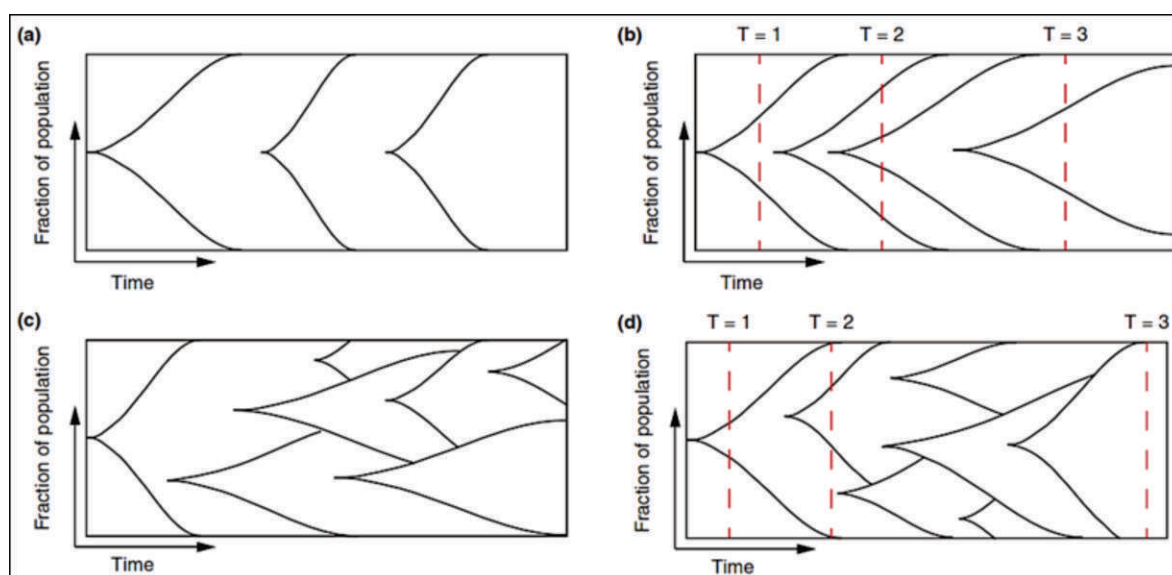 (a)
Fraction of population
Time
(b)
T = 1
T = 2
T = 3
Fraction of population
Time
(c)
Fraction of population
Time
(d)
T = 1
T = 2
T = 3
Fraction of population
Time